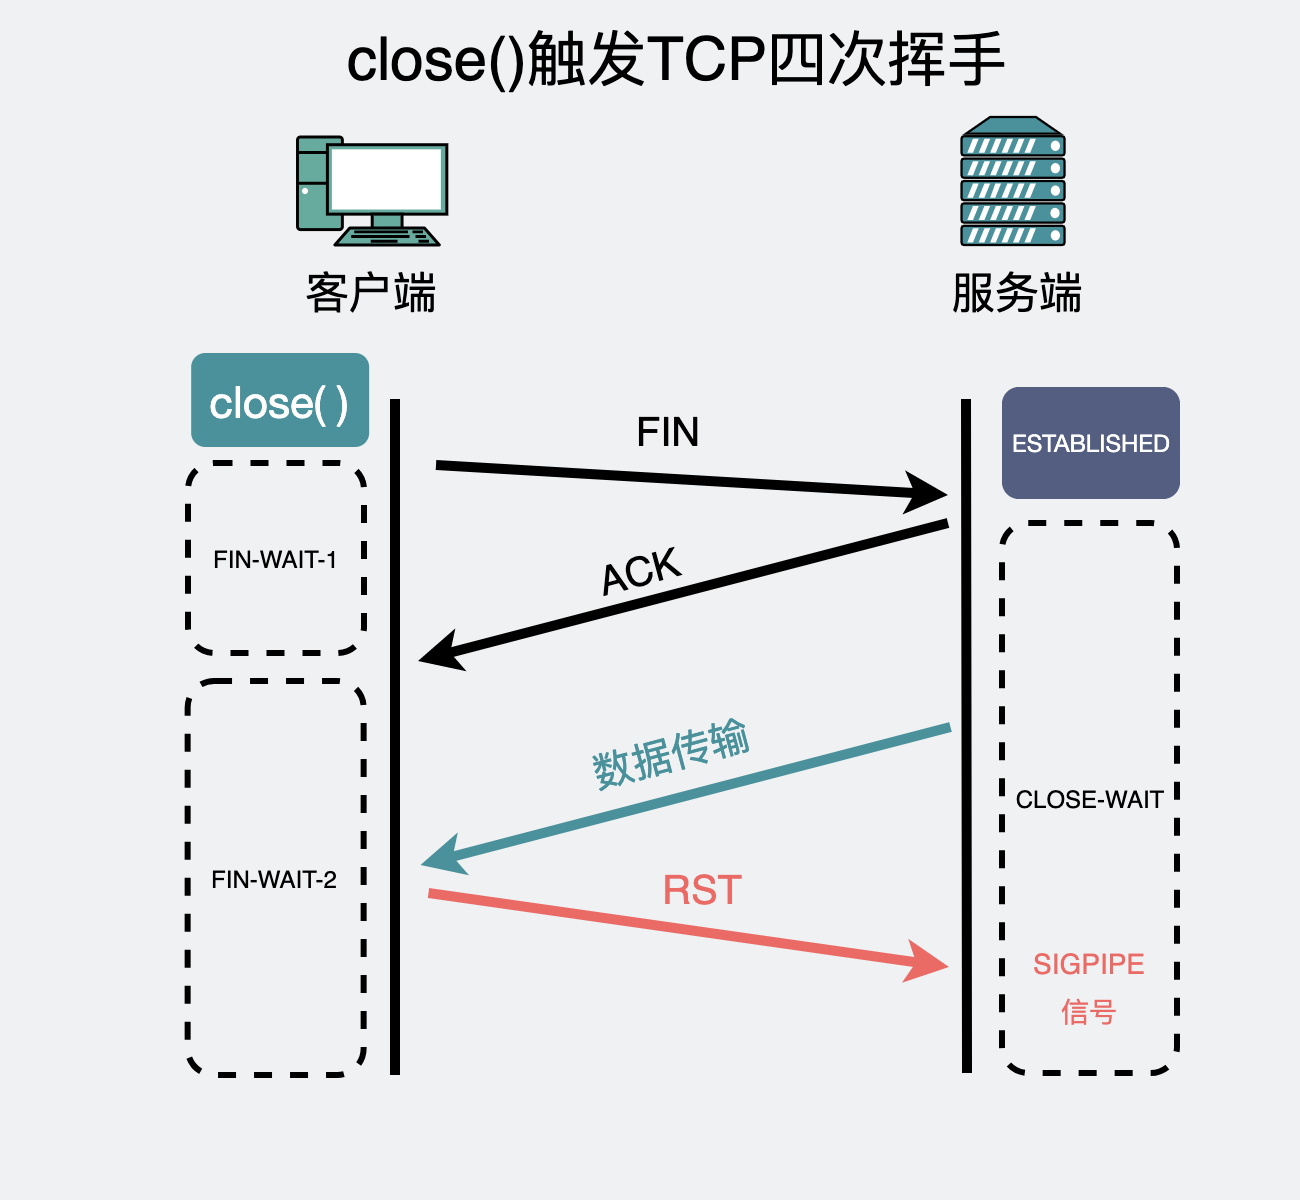 close()触发TCP四次挥手
客户端
服务端
close( )
FIN
ESTABLISHED
FIN-WAIT-1
ACK
数据传输
CLOSE-WAIT
FIN-WAIT-2
RST
SIGPIPE
信号